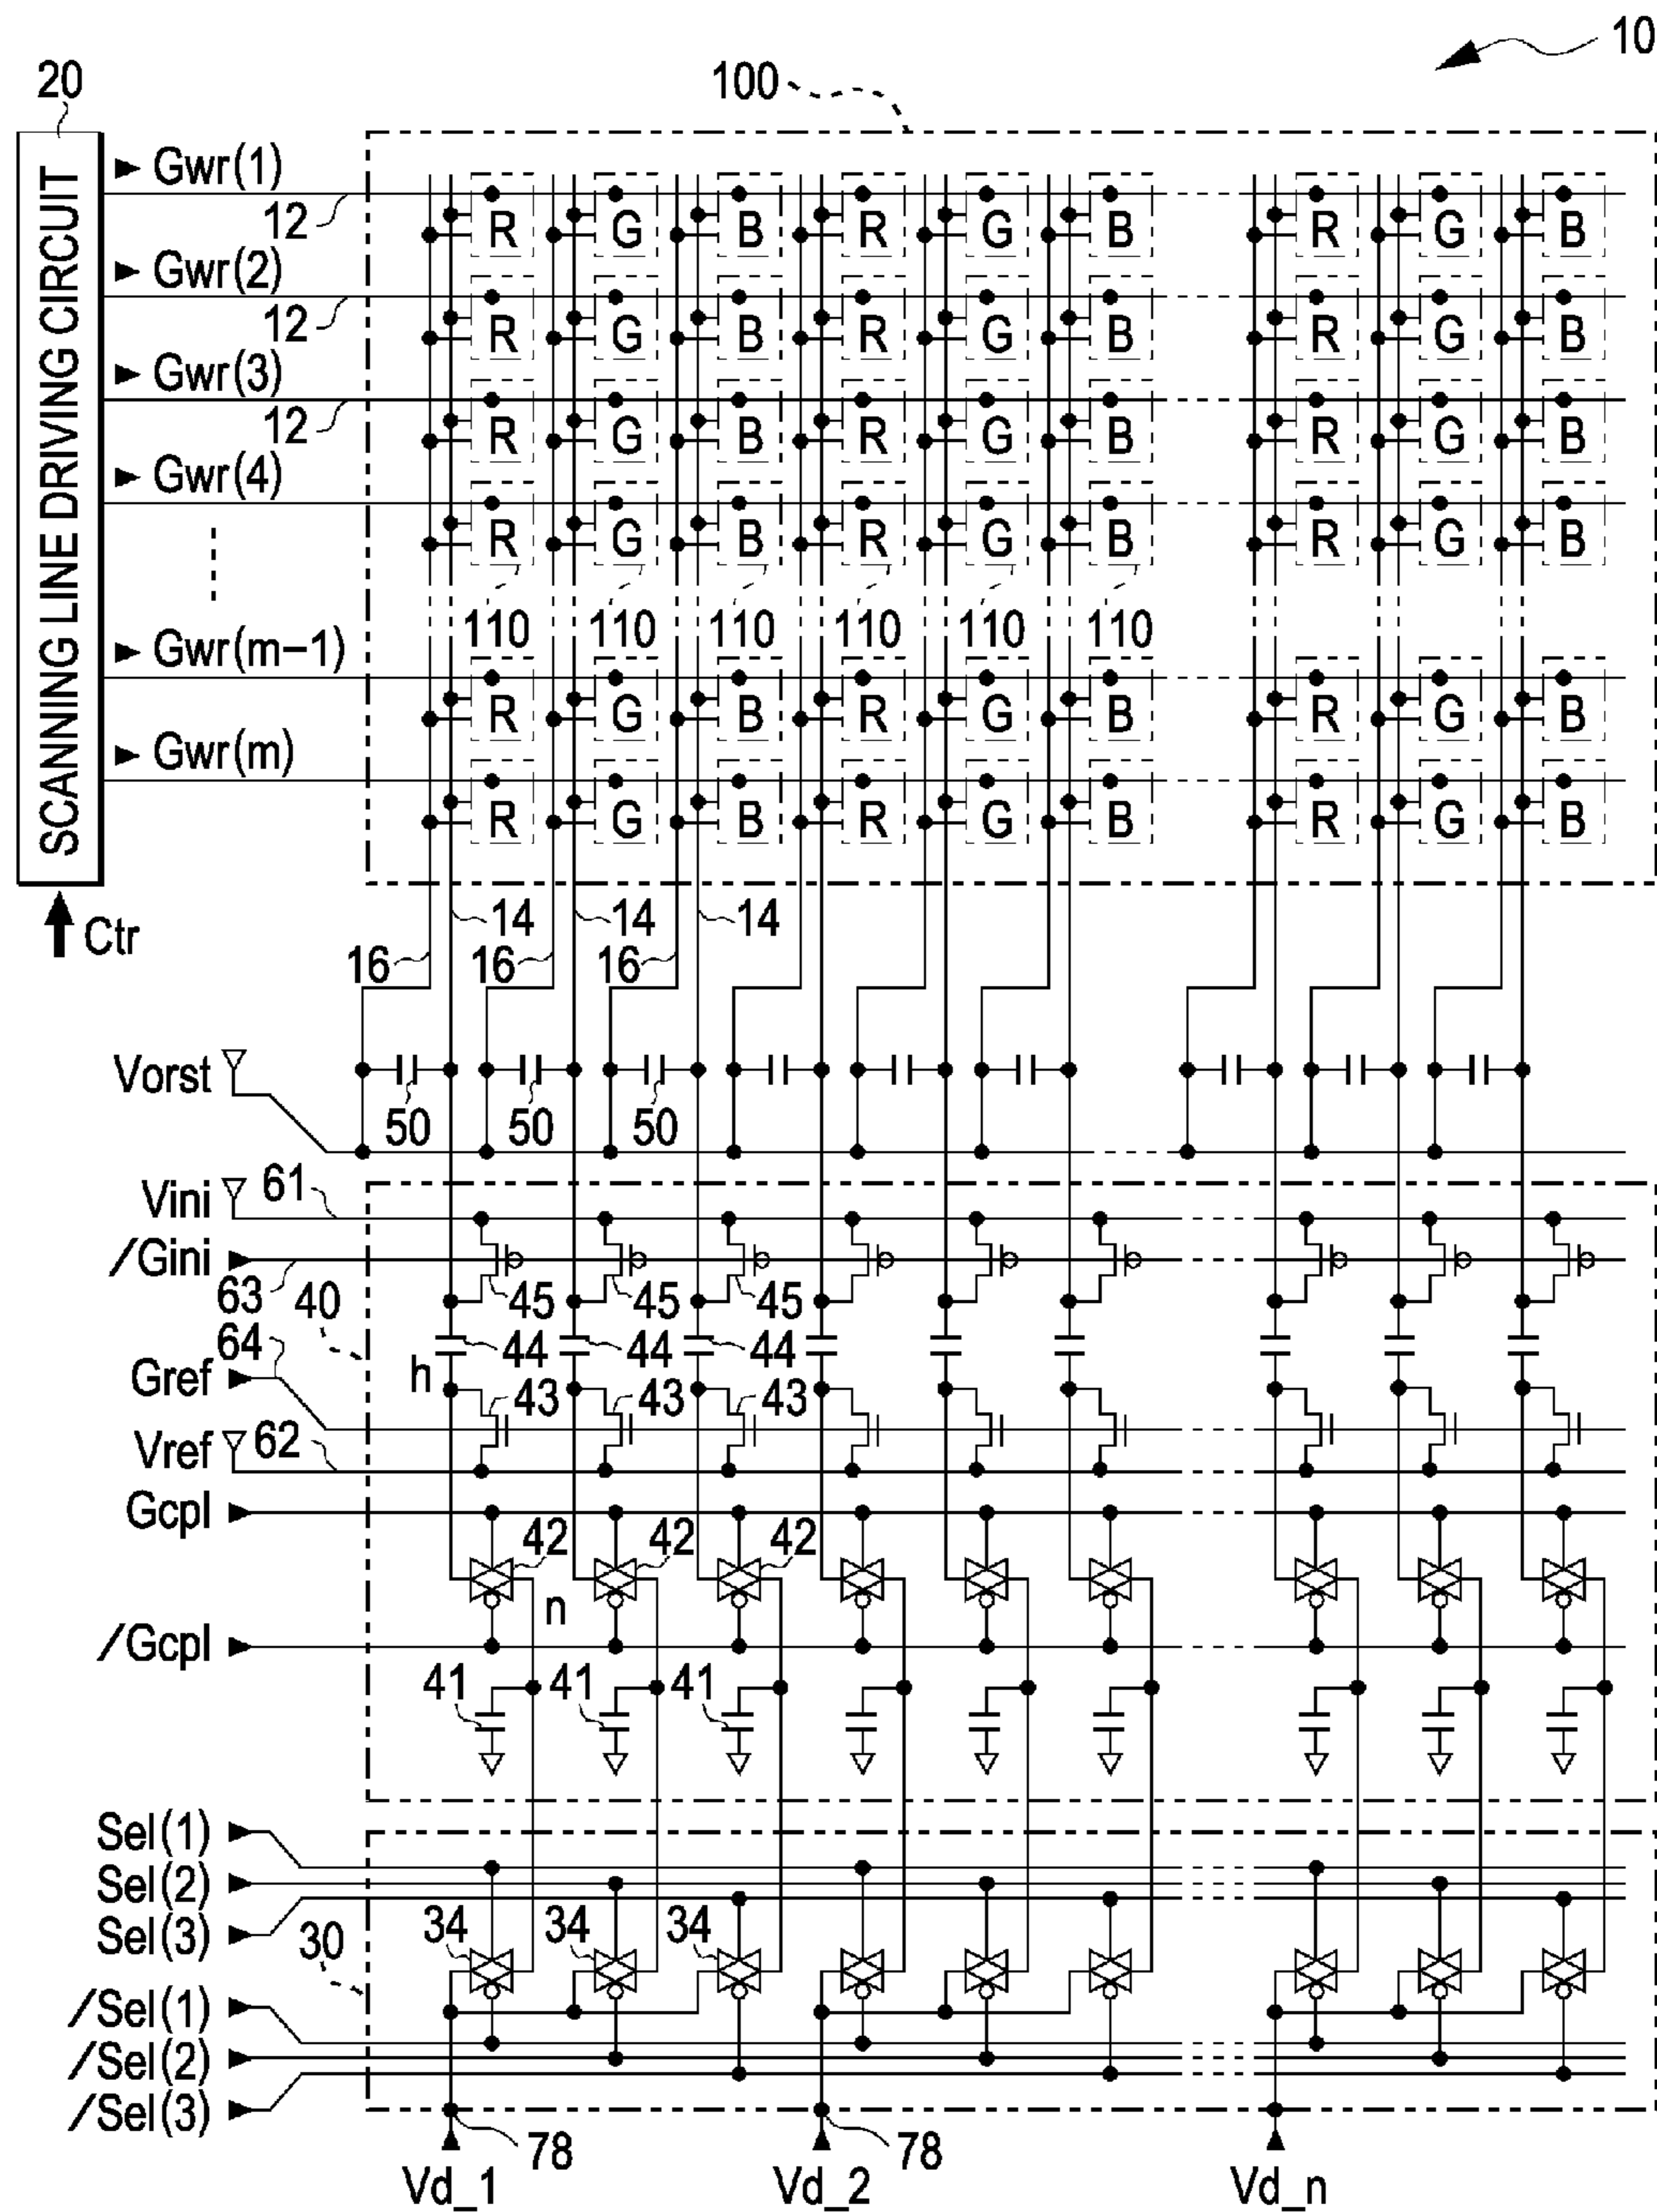 10
20
100
SCANNING LINE DRIVING CIRCUIT
Gwr(1)
12
R G B R G B R G B
Gwr(2)
12
R G B R G B R G B
Gwr(3)
12
R G B R G B R G B
Gwr(4)
R G B R G B R G B
110 110 110 110 110 110
Gwr(m-1)
R G B R G B R G B
Gwr(m)
R G B R G B R G B
Ctr
14 14 14
16 16 16
Vorst
50 50 50
Vini 61
/Gini
63 40 45 45 45
64 44 44 44
h
Gref 43 43 43
Vref 62
Gcpl
42 42 42
n
/Gcpl
41 41 41
Sel(1)
Sel(2)
Sel(3)
30 34 34 34
/Sel(1)
/Sel(2)
/Sel(3)
78 78
Vd_1 Vd_2 Vd_n